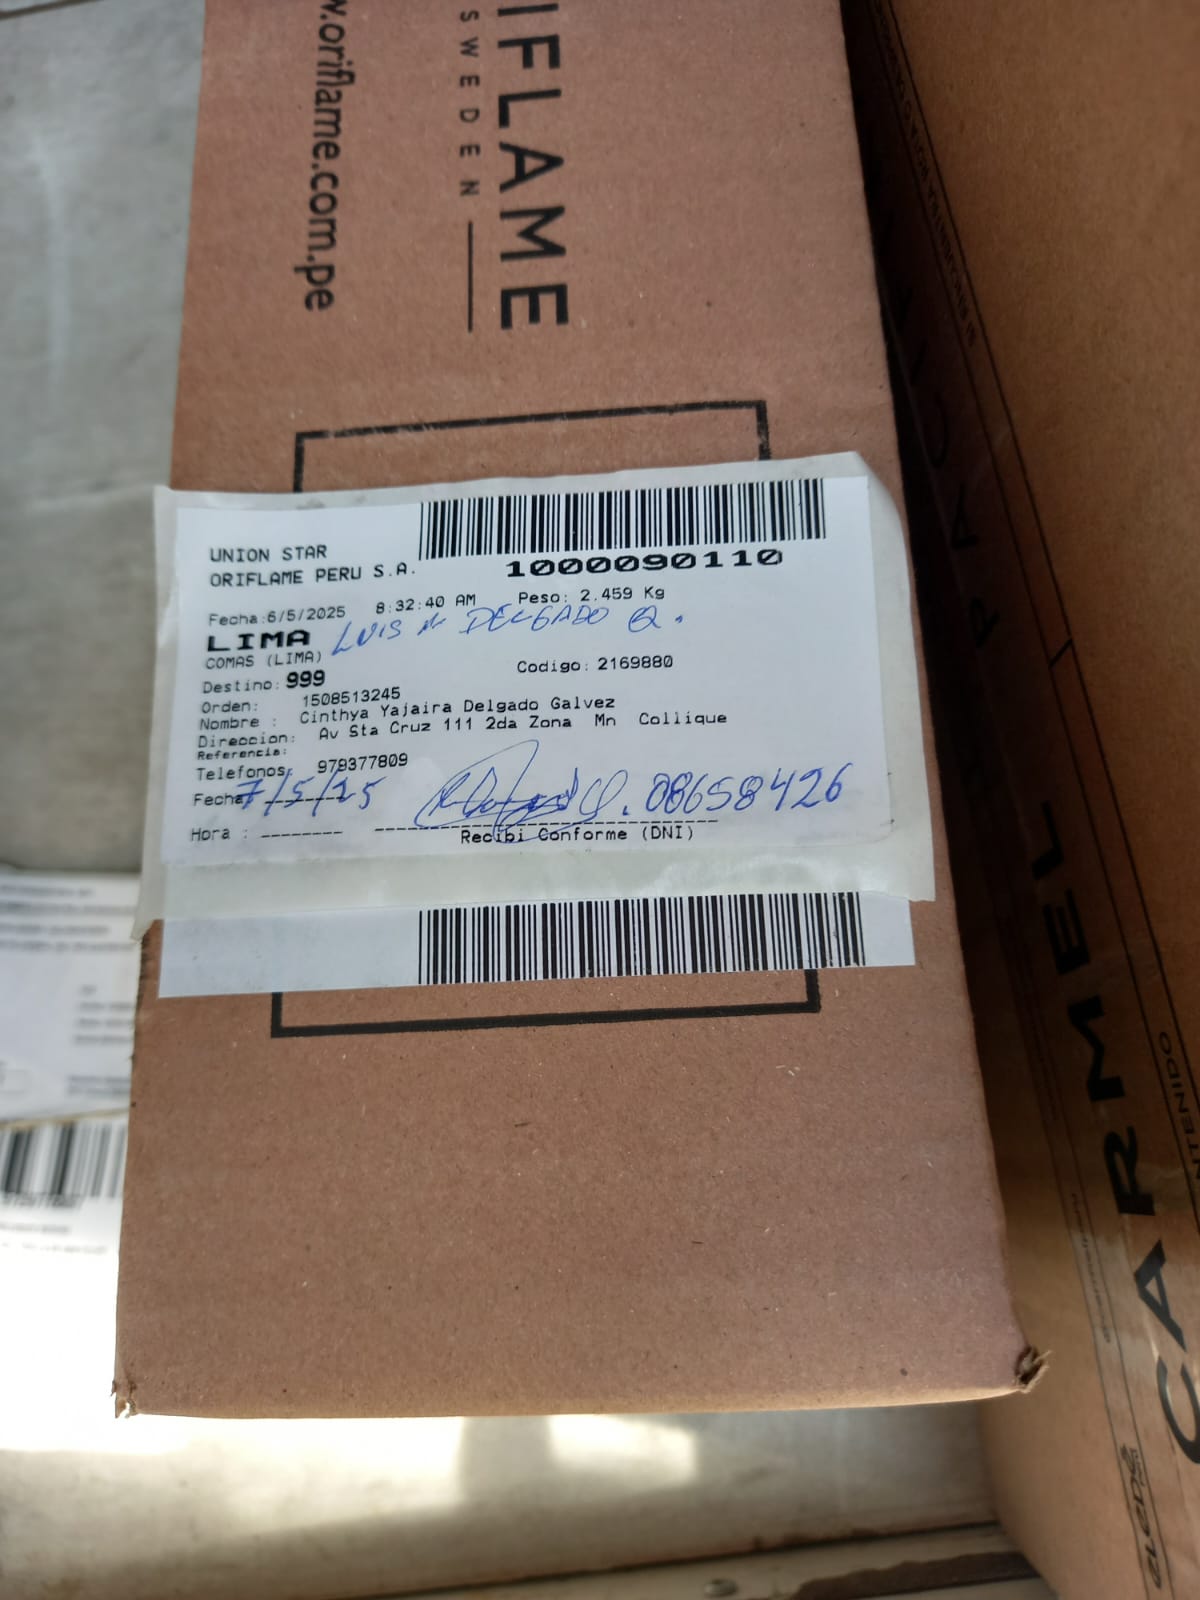 IFLAME
SWEDEN
w.oriflame.com.pe
UNION STAR
ORIFLAME PERU S.A.
1000090110
Fecha:6/5/2025 8:32:40 AM Peso: 2.459 Kg
LIMA LUIS DELGADO Q.
COMAS (LIMA)
Codigo: 2169880
Destino: 999
Orden: 1508513245
Nombre : Cinthya Yajaira Delgado Galvez
Direccion: Av Sta Cruz 111 2da Zona Mn Collique
Referencia:
Telefonos: 979377809
Fecha 7/5/25 08658426
Hora : --------
Recibi Conforme (DNI)
CARMEL